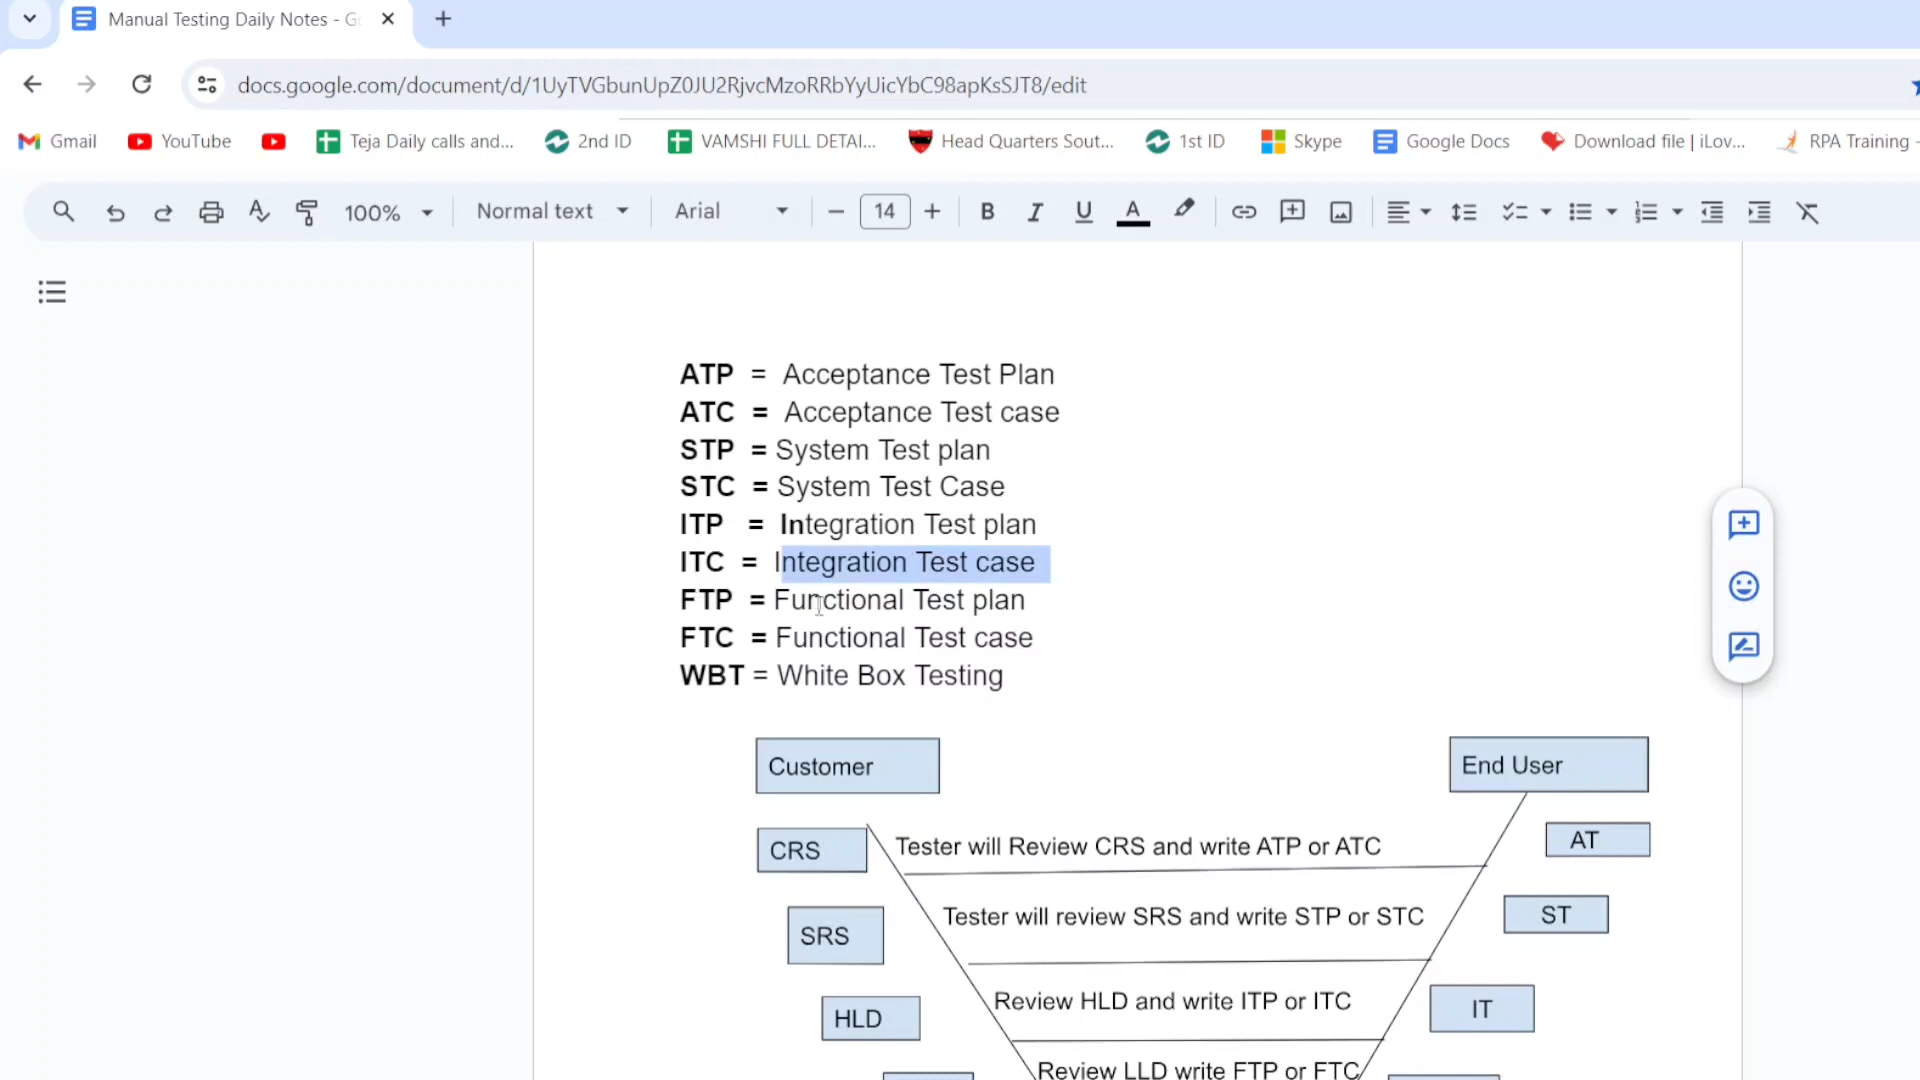 Manual Testing Daily Notes - G
docs.google.com/document/d/1UyTVGbunUpZ0JU2RjvcMzoRRbYyUicYbC98apKsSJT8/edit
Gmail YouTube Teja Daily calls and... 2nd ID VAMSHI FULL DETAI... Head Quarters Sout... 1st ID Skype Google Docs Download file | iLov... RPA Training -
100% Normal text Arial 14 B I U A
ATP = Acceptance Test Plan
ATC = Acceptance Test case
STP = System Test plan
STC = System Test Case
ITP = Integration Test plan
ITC = Integration Test case
FTP = Functional Test plan
FTC = Functional Test case
WBT = White Box Testing
Customer End User
CRS Tester will Review CRS and write ATP or ATC AT
SRS Tester will review SRS and write STP or STC ST
HLD Review HLD and write ITP or ITC IT
Review LLD write FTP or FTC